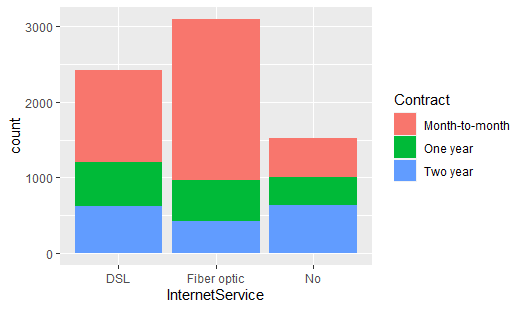 3000
2000
1000
0
count
DSL
Fiber optic
No
InternetService
Contract
Month-to-month
One year
Two year